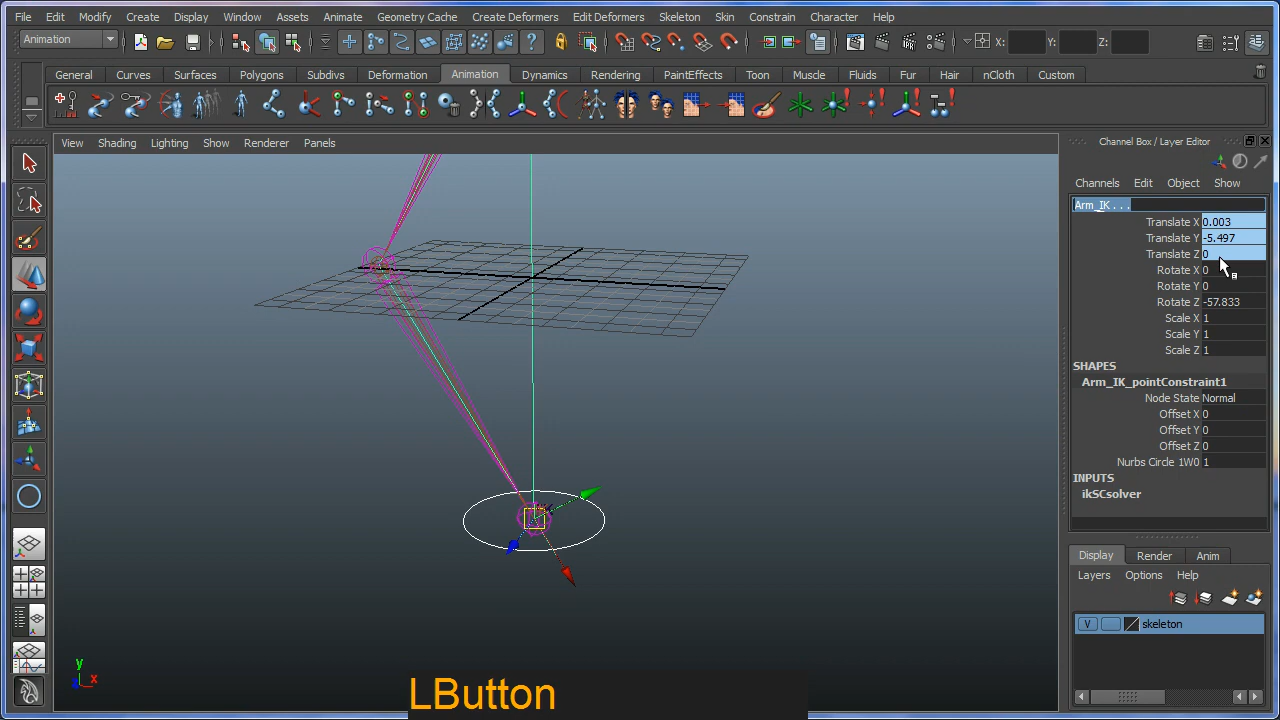 File Edit Modify Create Display Window Assets Animate Geometry Cache Create Deformers Edit Deformers Skeleton Skin Constrain Character Help
Animation X: Y: Z:
General Curves Surfaces Polygons Subdivs Deformation Animation Dynamics Rendering PaintEffects Toon Muscle Fluids Fur Hair nCloth Custom
View Shading Lighting Show Renderer Panels
Channel Box / Layer Editor
Channels Edit Object Show
Arm_IK . . .
Translate X 0.003
Translate Y -5.497
Translate Z 0
Rotate X 0
Rotate Y 0
Rotate Z -57.833
Scale X 1
Scale Y 1
Scale Z 1
SHAPES
Arm_IK_pointConstraint1
Node State Normal
Offset X 0
Offset Y 0
Offset Z 0
Nurbs Circle 1W0 1
INPUTS
ikSCsolver
Display Render Anim
Layers Options Help
V skeleton
y
z x
LButton